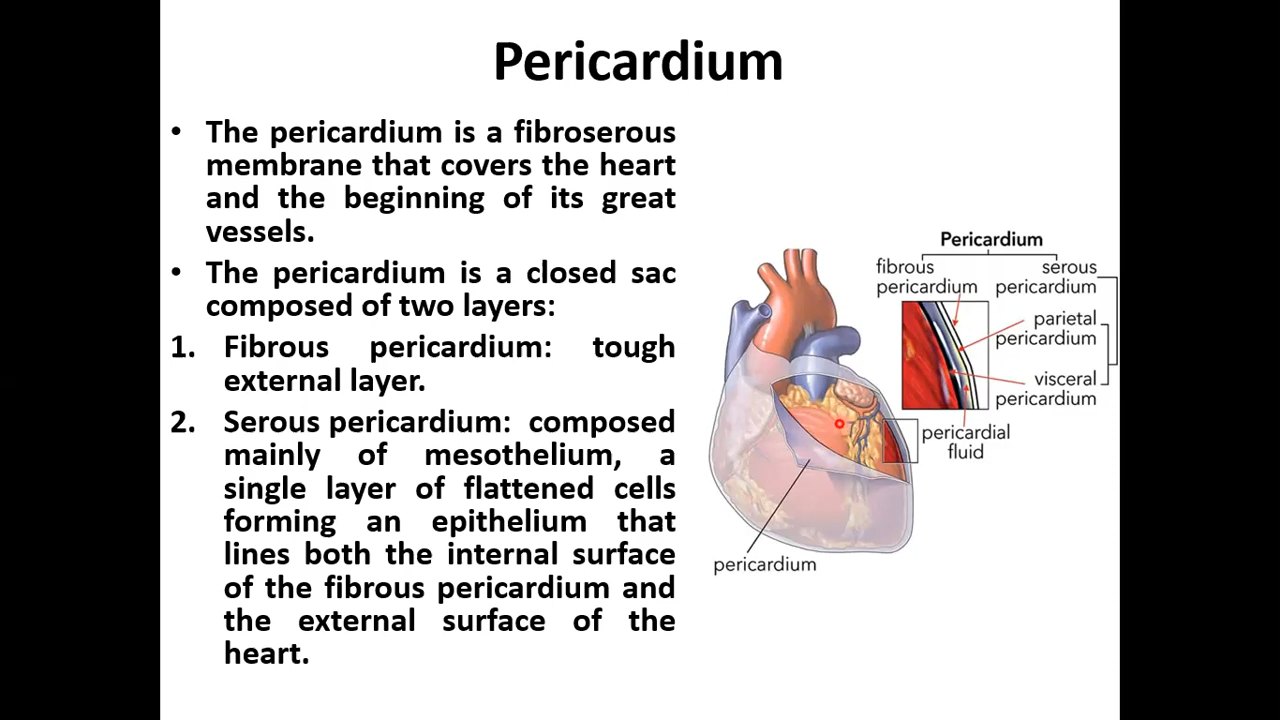 Pericardium
• The pericardium is a fibroserous
membrane that covers the heart
and the beginning of its great
vessels.
• The pericardium is a closed sac
composed of two layers:
1. Fibrous pericardium: tough
external layer.
2. Serous pericardium: composed
mainly of mesothelium, a
single layer of flattened cells
forming an epithelium that
lines both the internal surface
of the fibrous pericardium and
the external surface of the
heart.
Pericardium
fibrous
pericardium
serous
pericardium
parietal
pericardium
visceral
pericardium
pericardial
fluid
pericardium